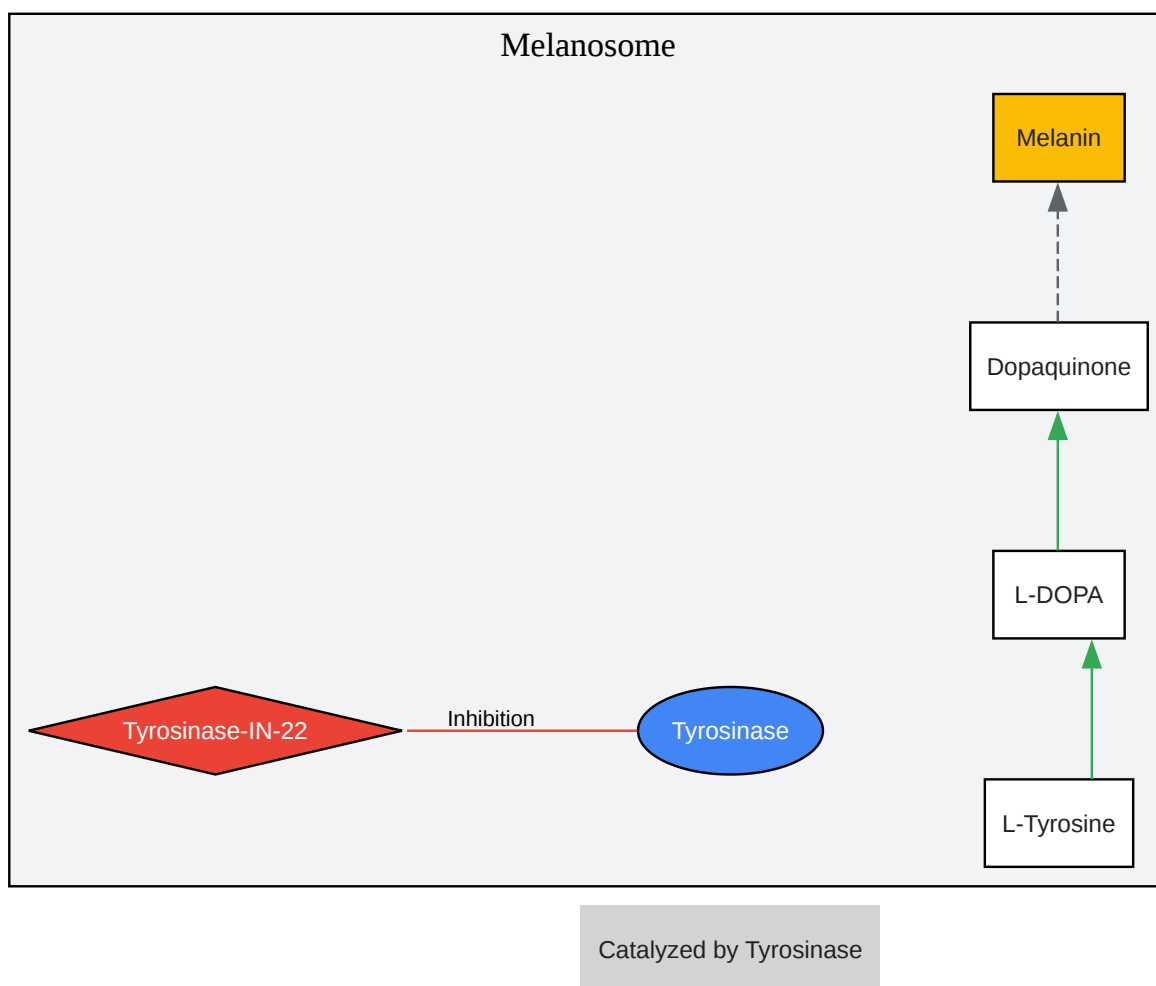 Melanosome
Melanin
Dopaquinone
L-DOPA
Tyrosinase-IN-22
Inhibition
Tyrosinase
L-Tyrosine
Catalyzed by Tyrosinase